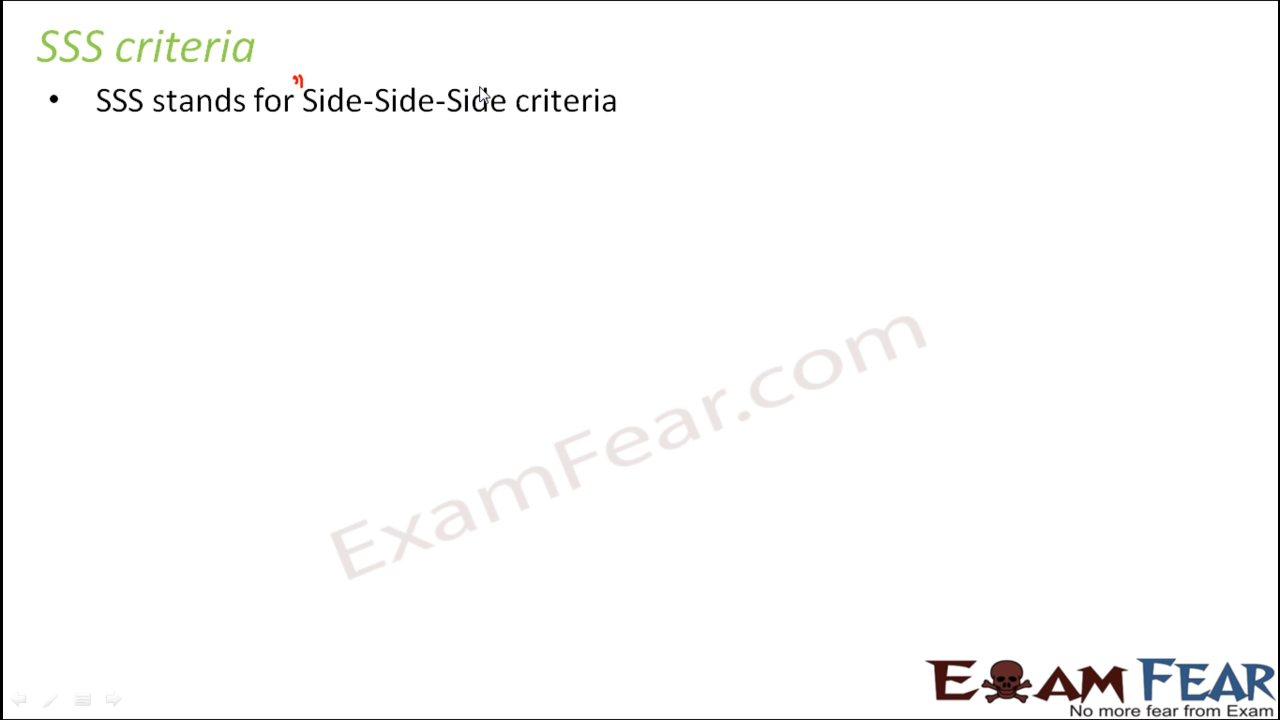 SSS criteria
• SSS stands for "Side-Side-Side criteria
ExamFear.com
EXAM FEAR
No more fear from Exam